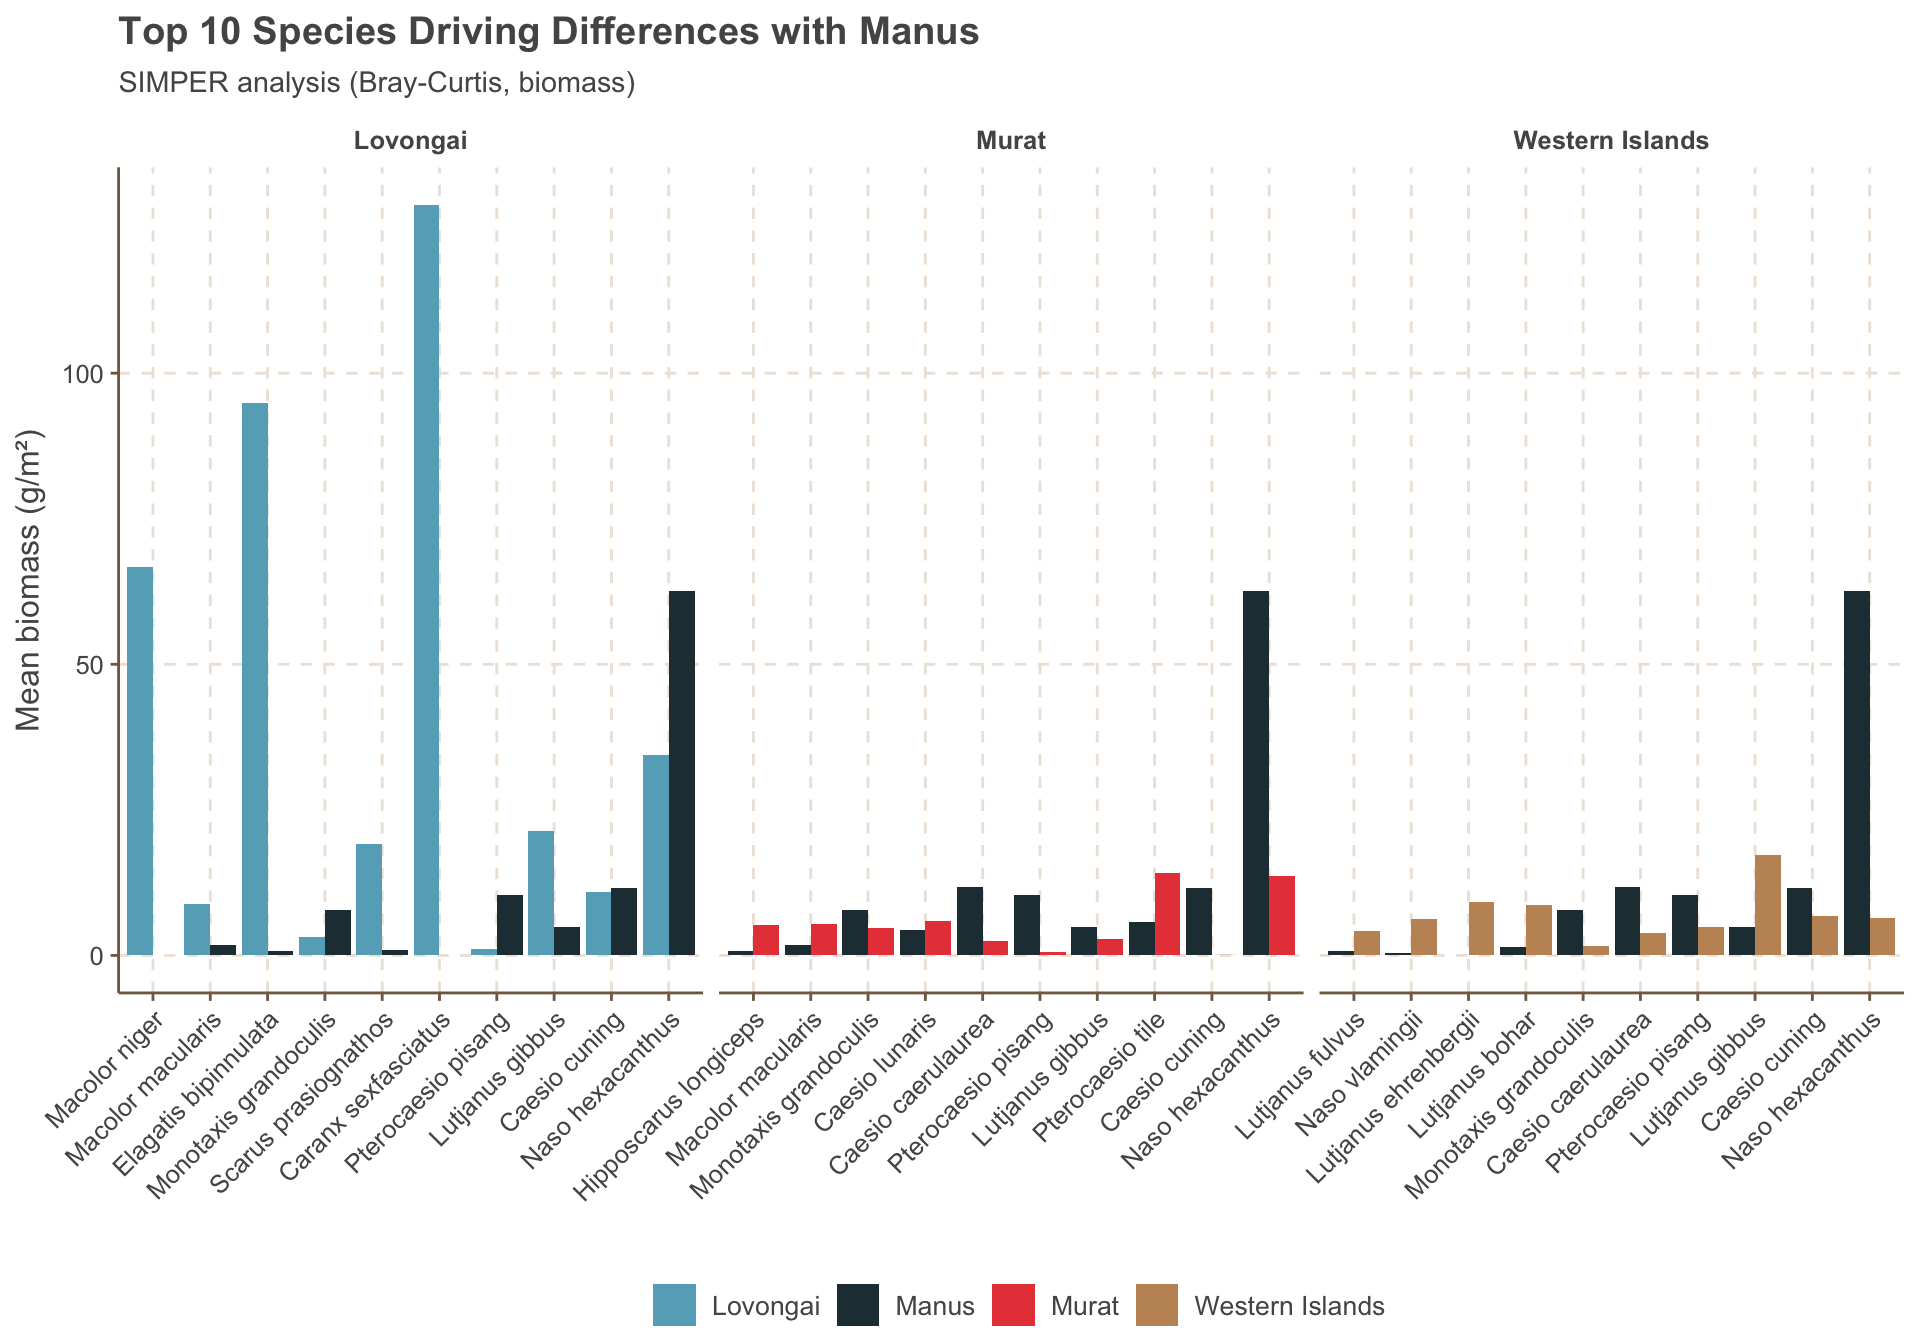 Top 10 Species Driving Differences with Manus
SIMPER analysis (Bray-Curtis, biomass)
Lovongai
Murat
Western Islands
Mean biomass (g/m²)
100
50
0
Macolor niger
Macolor macularis
Elagatis bipinnulata
Monotaxis grandoculis
Scarus prasiognathos
Caranx sexfasciatus
Pterocaesio pisang
Lutjanus gibbus
Caesio cuning
Naso hexacanthus
Hipposcarus longiceps
Macolor macularis
Monotaxis grandoculis
Caesio lunaris
Caesio caerulaurea
Pterocaesio pisang
Lutjanus gibbus
Pterocaesio tile
Caesio cuning
Naso hexacanthus
Lutjanus fulvus
Naso vlamingii
Lutjanus ehrenbergii
Lutjanus bohar
Monotaxis grandoculis
Caesio caerulaurea
Pterocaesio pisang
Lutjanus gibbus
Caesio cuning
Naso hexacanthus
Lovongai
Manus
Murat
Western Islands